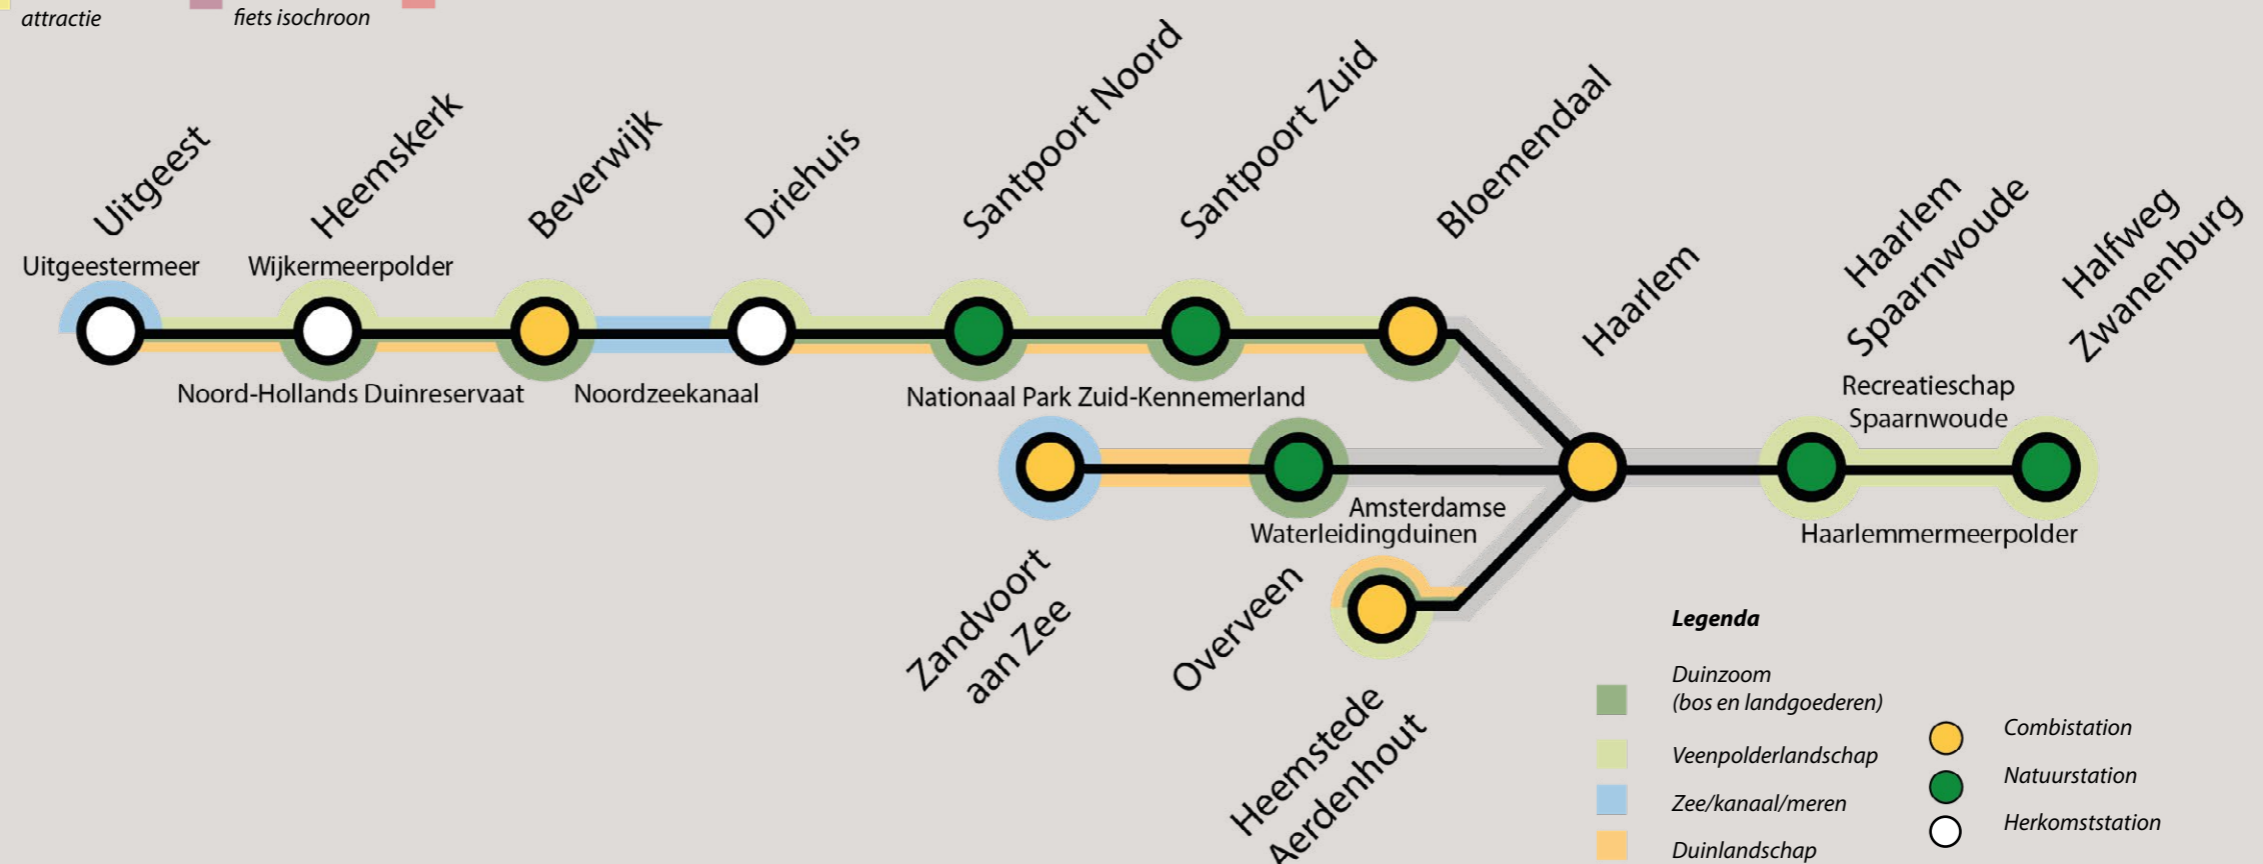 attractie
fiets isochroon
Uitgeest
Heemskerk
Beverwijk
Driehuis
Santpoort Noord
Santpoort Zuid
Bloemendaal
Haarlem
Haarlem
Spaarnwoude
Halfweg
Zwanenburg
Uitgeestermeer
Wijkermeerpolder
Noord-Hollands Duinreservaat
Noordzeekanaal
Nationaal Park Zuid-Kennemerland
Recreatieschap
Spaarnwoude
Amsterdamse
Waterleidingduinen
Haarlemmermeerpolder
Zandvoort
aan Zee
Overveen
Heemstede
Aerdenhout
Legenda
Duinzoom
(bos en landgoederen)
Veenpolderlandschap
Zee/kanaal/meren
Duinlandschap
Combistation
Natuurstation
Herkomststation